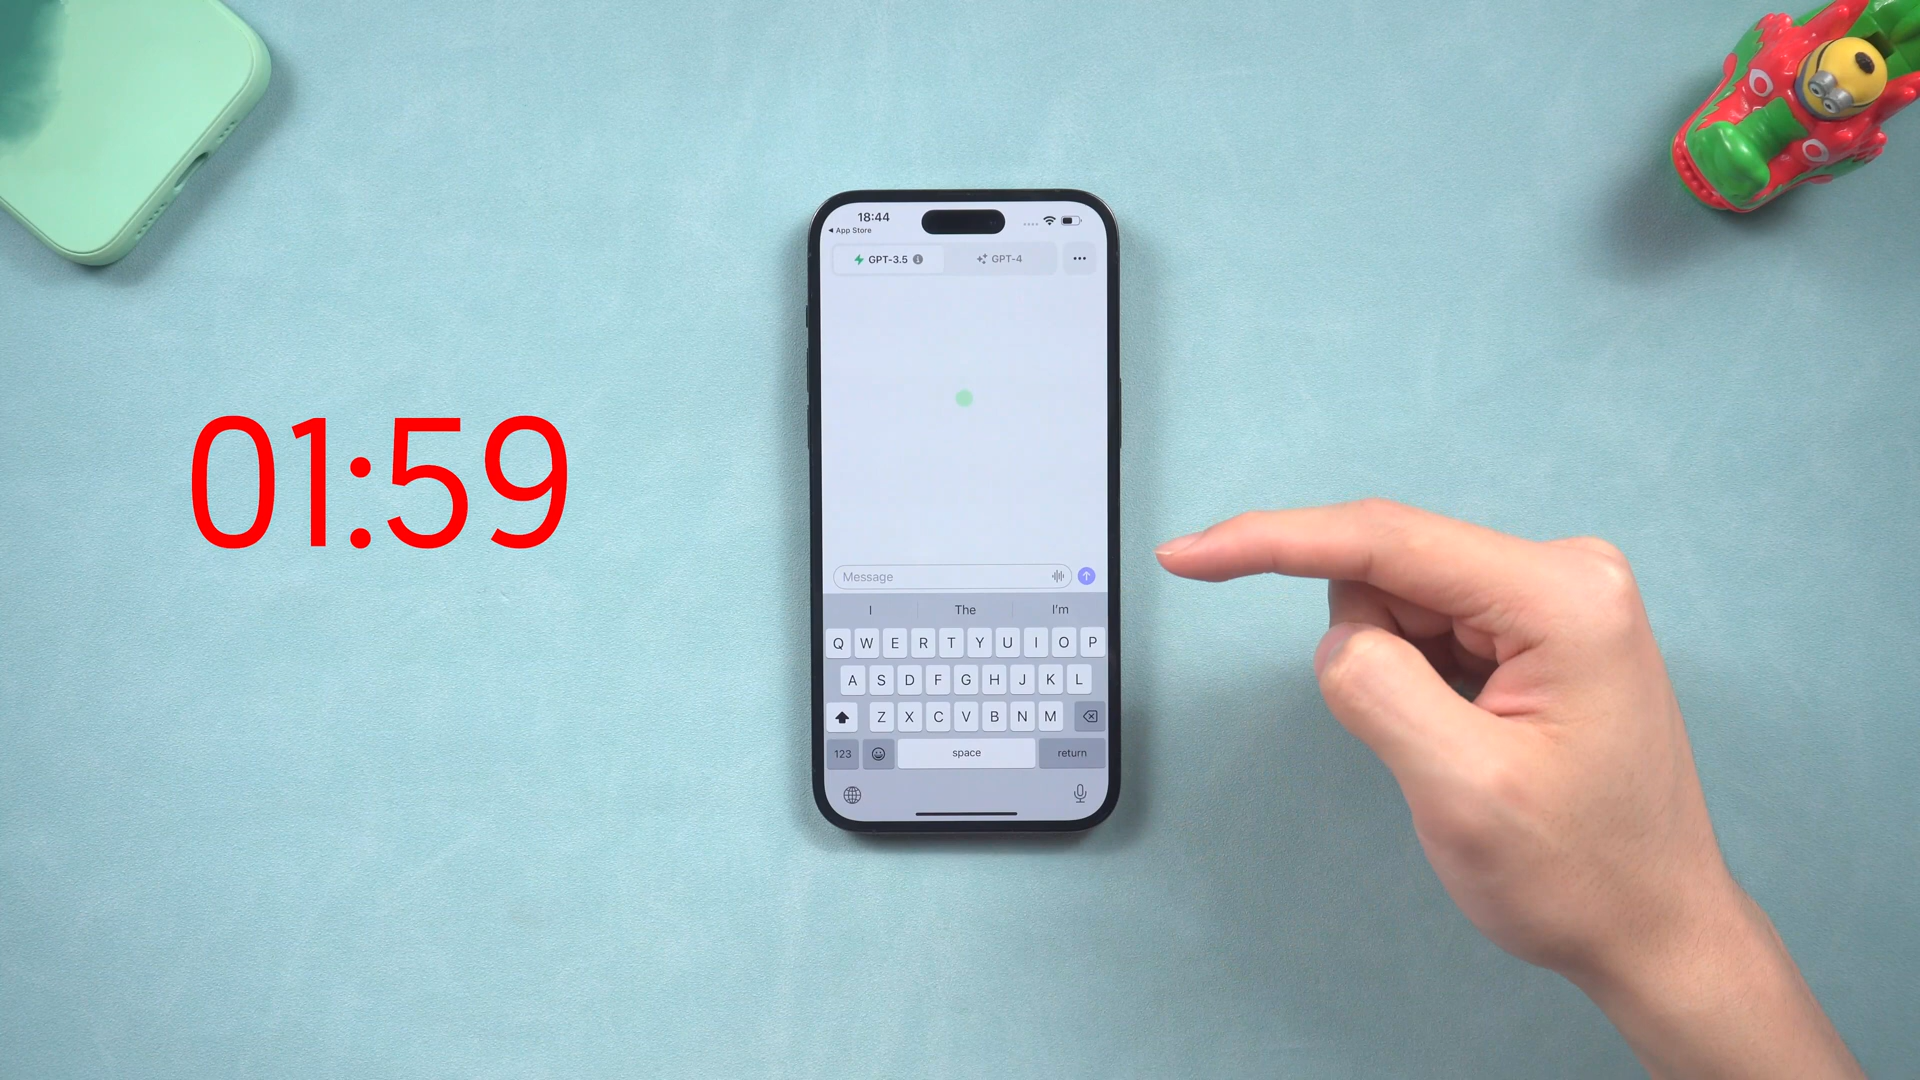 18:44
◀ App Store
GPT-3.5
GPT-4
01:59
Message
I The I'm
Q W E R T Y U I O P
A S D F G H J K L
Z X C V B N M
123 space return